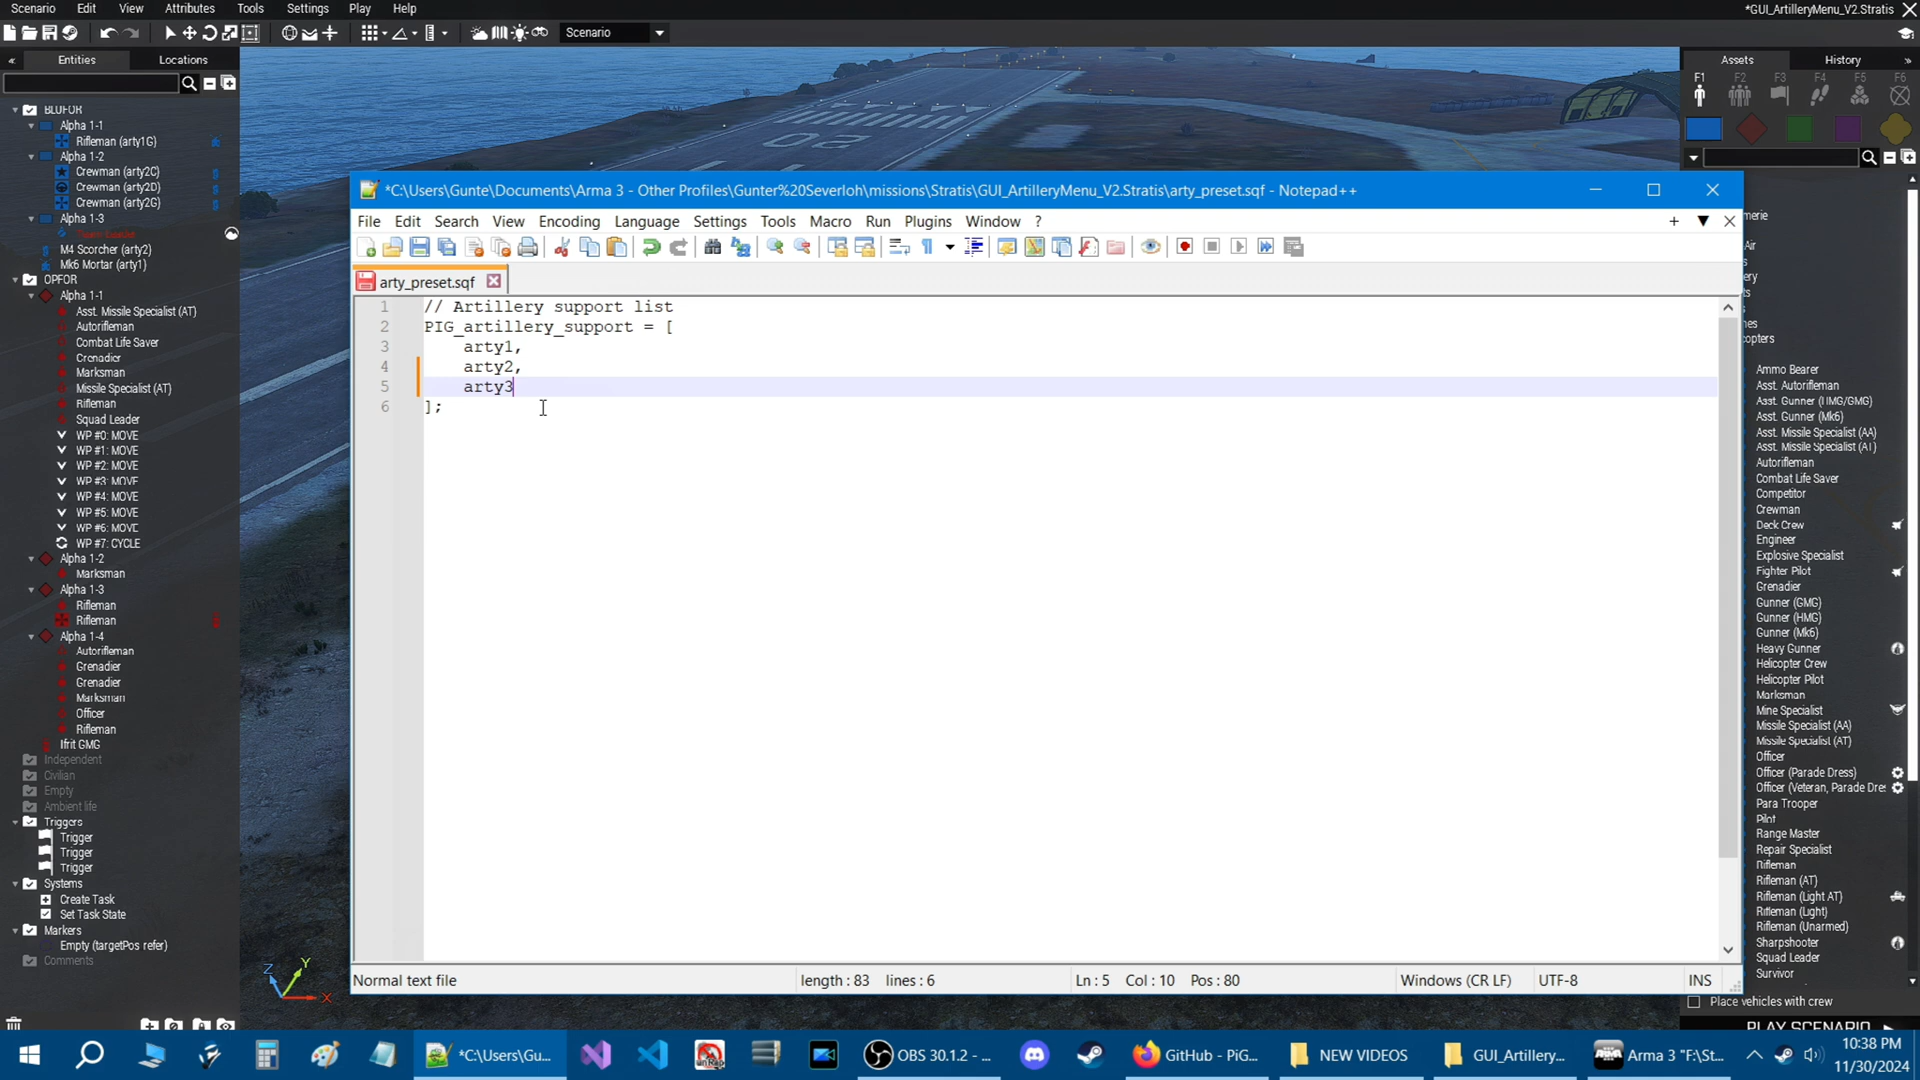 Scenario Edit View Attributes Tools Settings Play Help
*GUI_ArtilleryMenu_V2.Stratis
Scenario
Entities Locations
Assets History
F1 F2 F3 F4 F5 F6
BLUFOR
Alpha 1-1
Rifleman (arty1G)
Alpha 1-2
Crewman (arty2C)
Crewman (arty2D)
Crewman (arty2G)
Alpha 1-3
M4 Scorcher (arty2)
Mk6 Mortar (arty1)
OPFOR
Alpha 1-1
Asst. Missile Specialist (AT)
Autorifleman
Combat Life Saver
Grenadier
Marksman
Missile Specialist (AT)
Rifleman
Squad Leader
WP #0: MOVE
WP #1: MOVE
WP #2: MOVE
WP #3: MOVE
WP #4: MOVE
WP #5: MOVE
WP #6: MOVE
WP #7: CYCLE
Alpha 1-2
Marksman
Alpha 1-3
Rifleman
Rifleman
Alpha 1-4
Autorifleman
Grenadier
Grenadier
Marksman
Officer
Rifleman
Ifrit GMG
Independent
Civilian
Empty
Ambient life
Triggers
Trigger
Trigger
Trigger
Systems
Create Task
Set Task State
Markers
Empty (targetPos refer)
Comments
02
*C:\Users\Gunte\Documents\Arma 3 - Other Profiles\Gunter%20Severloh\missions\Stratis\GUI_ArtilleryMenu_V2.Stratis\arty_preset.sqf - Notepad++
File Edit Search View Encoding Language Settings Tools Macro Run Plugins Window ?
arty_preset.sqf
1 // Artillery support list
2 PIG_artillery_support = [
3 arty1,
4 arty2,
5 arty3
6 ];
Normal text file length : 83 lines : 6 Ln : 5 Col : 10 Pos : 80 Windows (CR LF) UTF-8 INS
Z Y X
merie
Air
copters
Ammo Bearer
Asst. Autorifleman
Asst. Gunner (HMG/GMG)
Asst. Gunner (Mk6)
Asst. Missile Specialist (AA)
Asst. Missile Specialist (AT)
Autorifleman
Combat Life Saver
Competitor
Crewman
Deck Crew
Engineer
Explosive Specialist
Fighter Pilot
Grenadier
Gunner (GMG)
Gunner (HMG)
Gunner (Mk6)
Heavy Gunner
Helicopter Crew
Helicopter Pilot
Marksman
Mine Specialist
Missile Specialist (AA)
Missile Specialist (AT)
Officer
Officer (Parade Dress)
Officer (Veteran, Parade Dre
Para Trooper
Pilot
Range Master
Repair Specialist
Rifleman
Rifleman (AT)
Rifleman (Light AT)
Rifleman (Light)
Rifleman (Unarmed)
Sharpshooter
Squad Leader
Survivor
Place vehicles with crew
PLAY SCENARIO
*C:\Users\Gu... OBS 30.1.2 - ... GitHub - PiG... NEW VIDEOS GUI_Artillery... Arma 3 "F:\St...
10:38 PM
11/30/2024